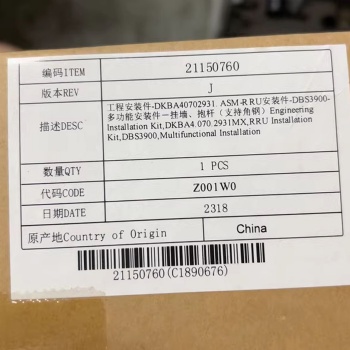 编码ITEM 21150760
版本REV J
描述DESC 工程安装件-DKBA40702931.ASM-RRU安装件-DBS3900-
多功能安装件-挂墙、抱杆(支持角钢)Engineering
Installation Kit,DKBA4.070.2931MX,RRU Installation
Kit,DBS3900,Multifunctional Installation
数量QTY 1 PCS
代码CODE Z001W0
日期DATE 2318
原产地Country of Origin China
21150760(C1890676)